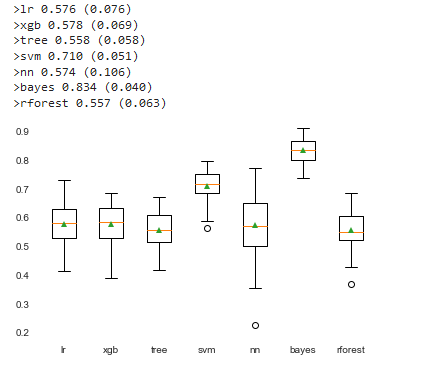 >lr 0.576 (0.076)
>xgb 0.578 (0.069)
>tree 0.558 (0.058)
>svm 0.710 (0.051)
>nn 0.574 (0.106)
>bayes 0.834 (0.040)
>rforest 0.557 (0.063)
0.9
0.8
0.7
0.6
0.5
0.4
0.3
0.2
lr xgb tree svm nn bayes rforest